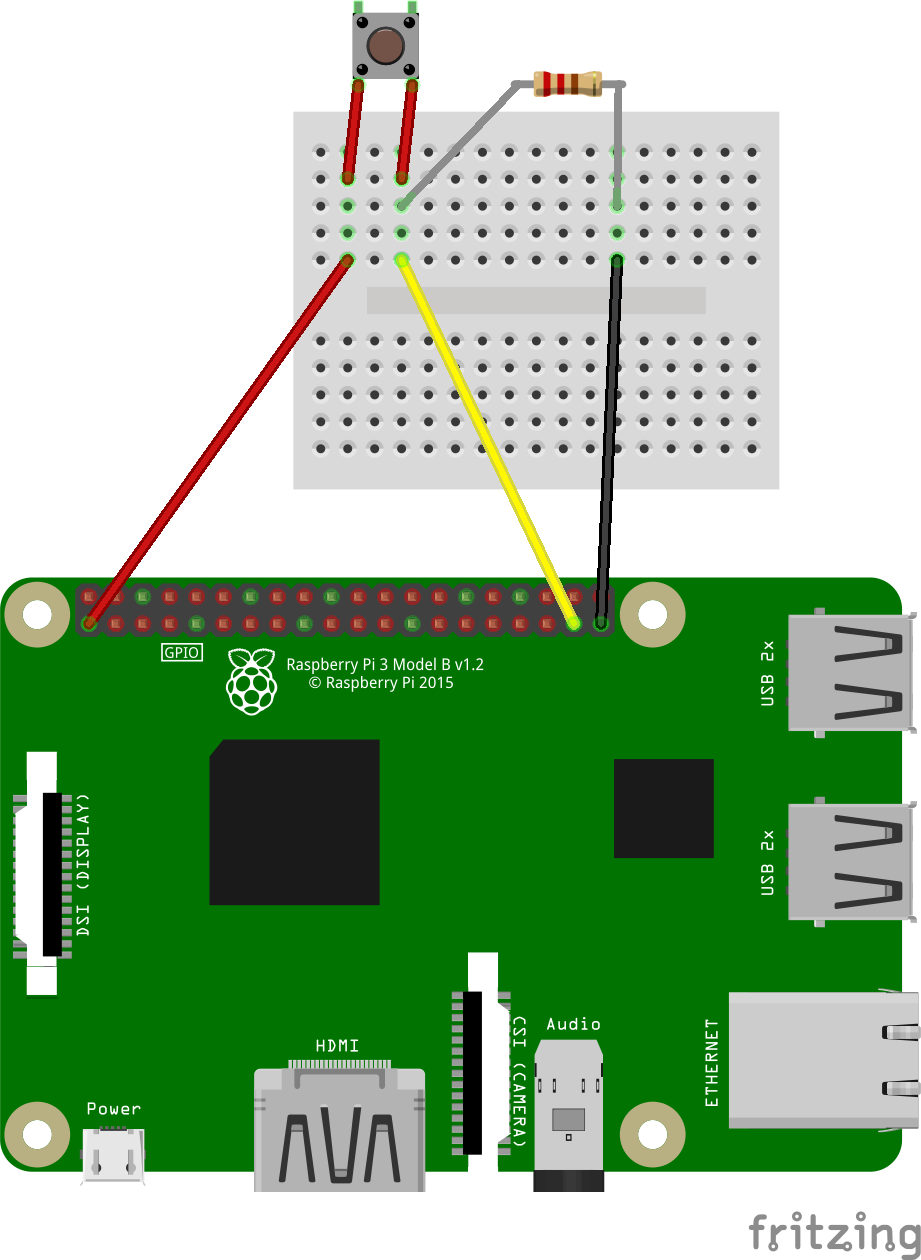 GPIO
Raspberry Pi 3 Model B v1.2
© Raspberry Pi 2015
USB 2x
DSI (DISPLAY)
USB 2x
HDMI
CSI (CAMERA)
Audio
ETHERNET
Power
fritzing